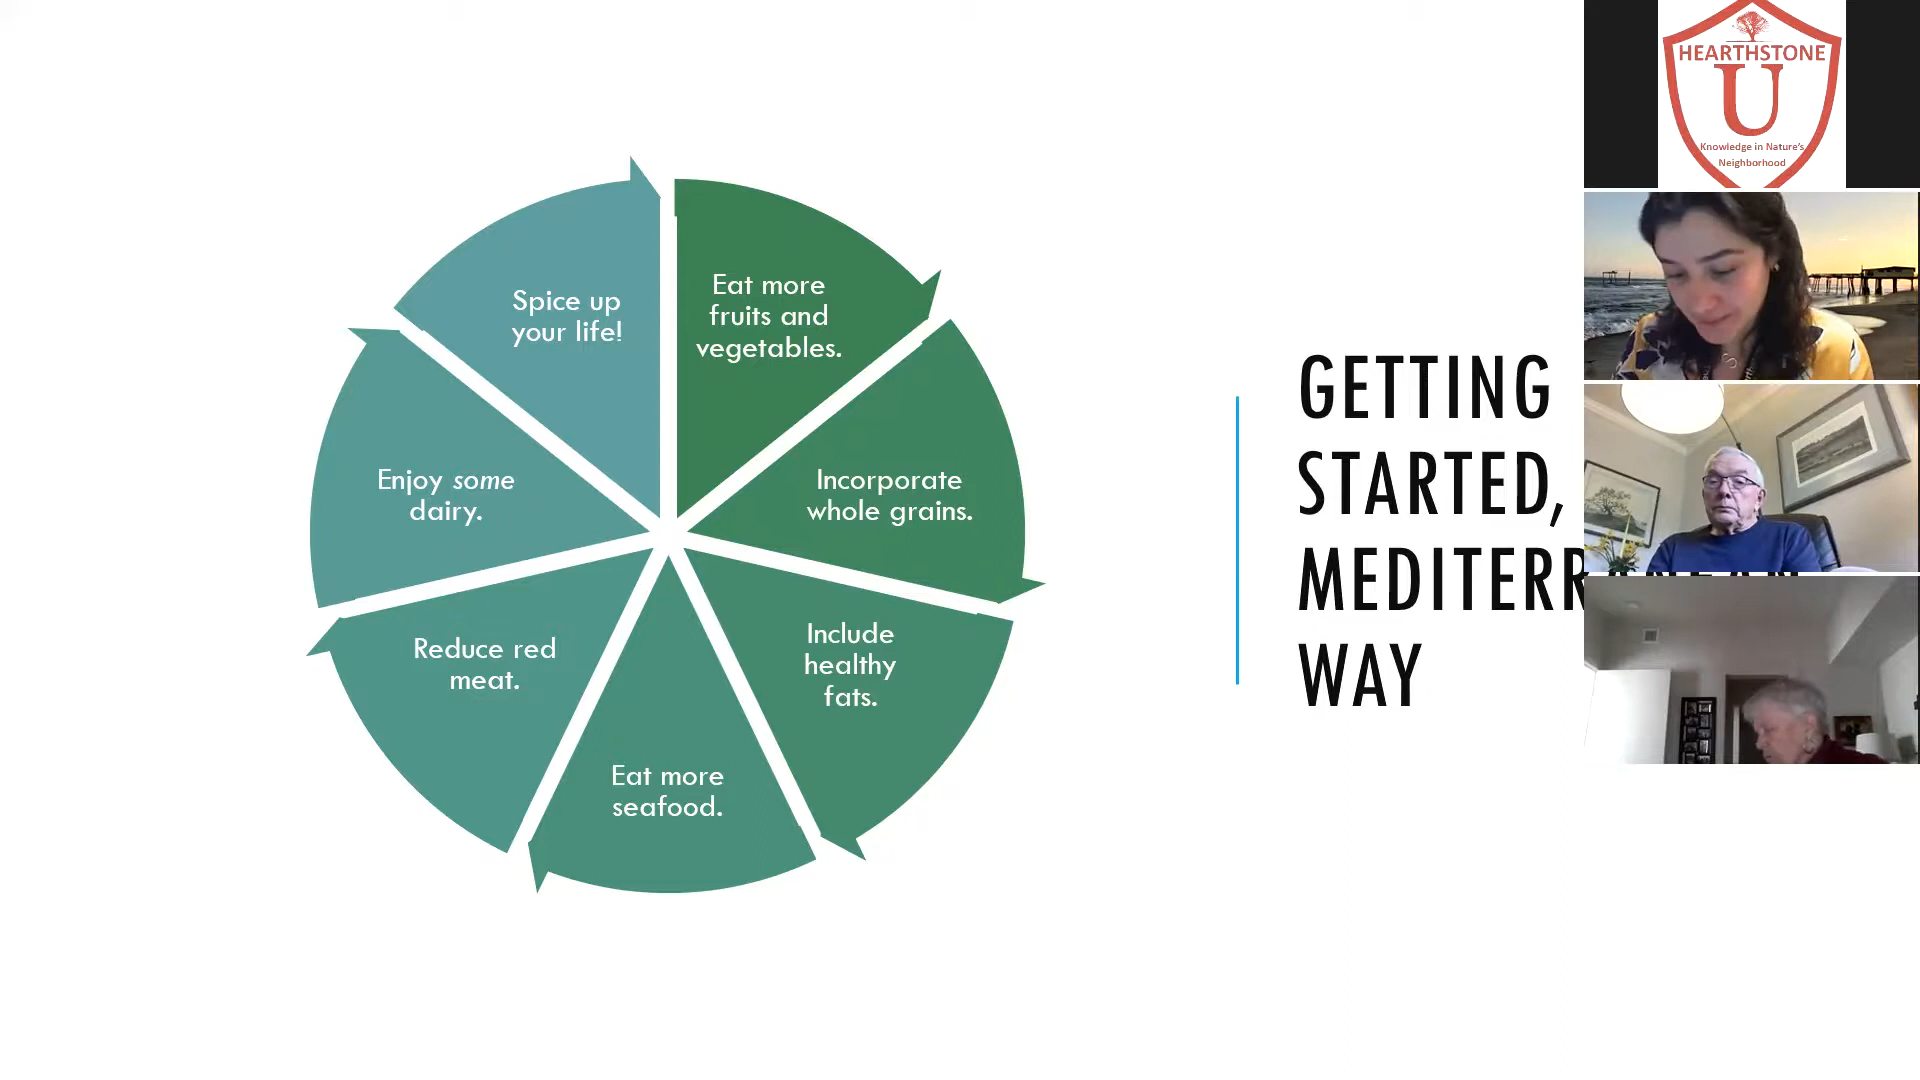 Spice up
your life!
Eat more
fruits and
vegetables.
Enjoy some
dairy.
Incorporate
whole grains.
Reduce red
meat.
Include
healthy
fats.
Eat more
seafood.
GETTING
STARTED,
WAY
HEARTHSTONE
U
Knowledge in Nature's
Neighborhood